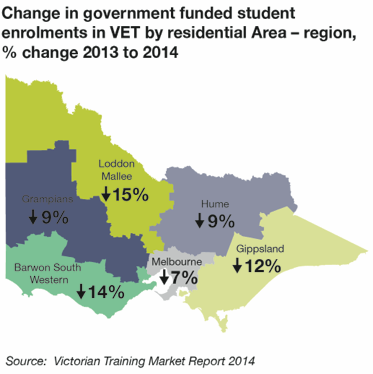 Change in government funded student
enrolments in VET by residential Area – region,
% change 2013 to 2014
Loddon
Mallee
↓15%
Grampians
↓9%
Hume
↓9%
Gippsland
↓12%
Melbourne
↓7%
Barwon South
Western
↓14%
Source: Victorian Training Market Report 2014